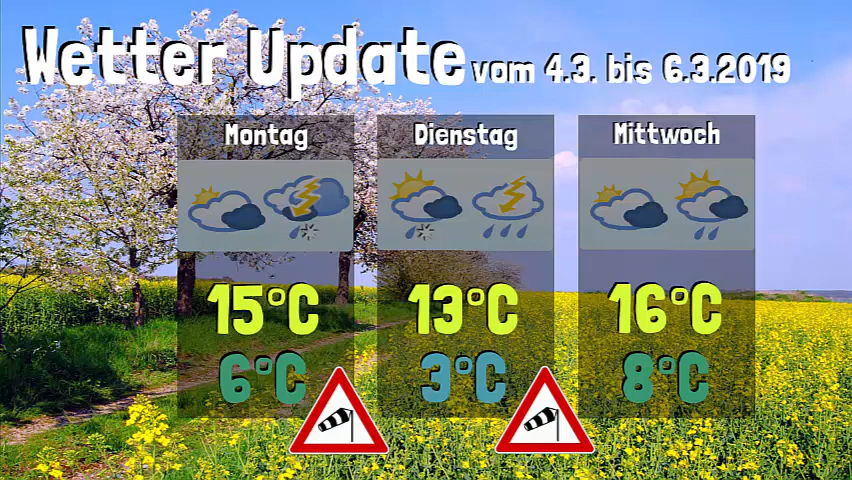 Wetter Update vom 4.3. bis 6.3.2019
Montag Dienstag Mittwoch
15°C 13°C 16°C
6°C 3°C 8°C